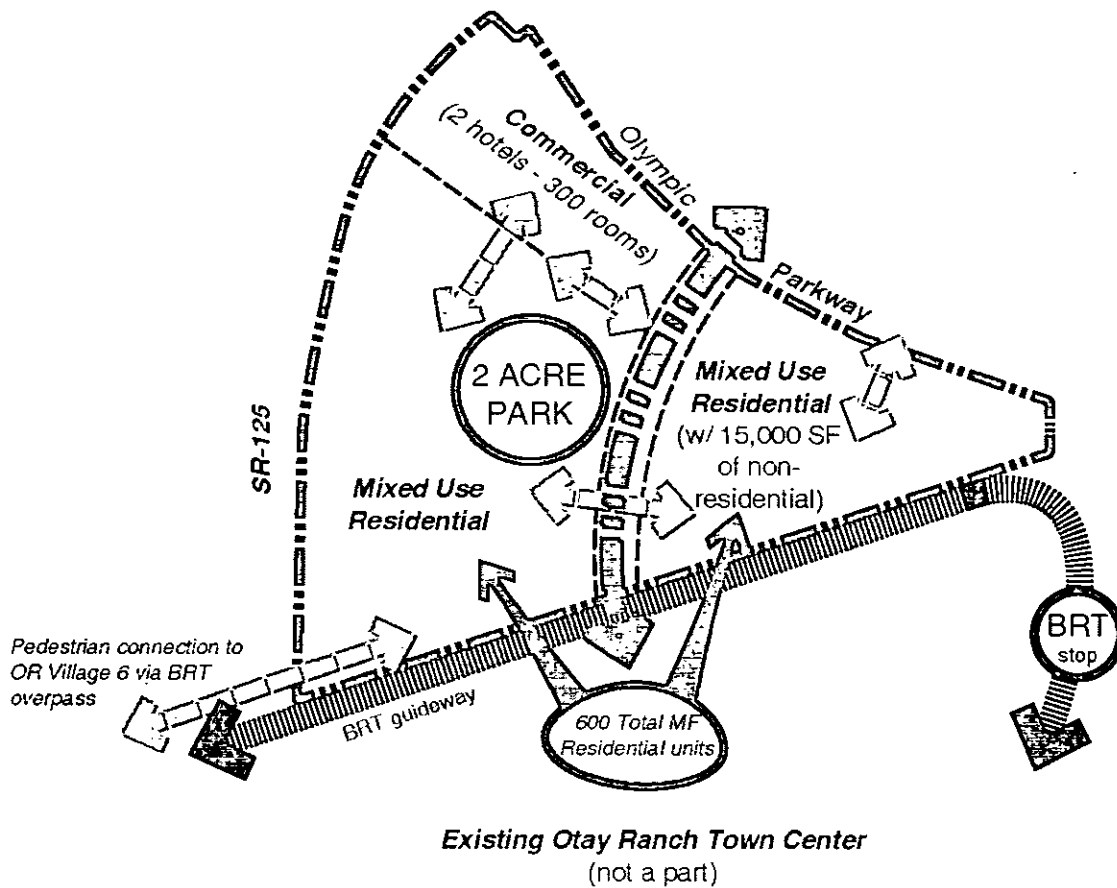 Commercial
(2 hotels - 300
rooms)
Olympic
Parkway
SR-125
2 ACRE
PARK
Mixed Use
Residential
(w/ 15,000 SF
of non-
residential)
Mixed Use
Residential
Pedestrian connection to
OR Village 6 via BRT
overpass
BRT guideway
600 Total MF
Residential units
BRT
stop
Existing Otay Ranch Town Center
(not a part)